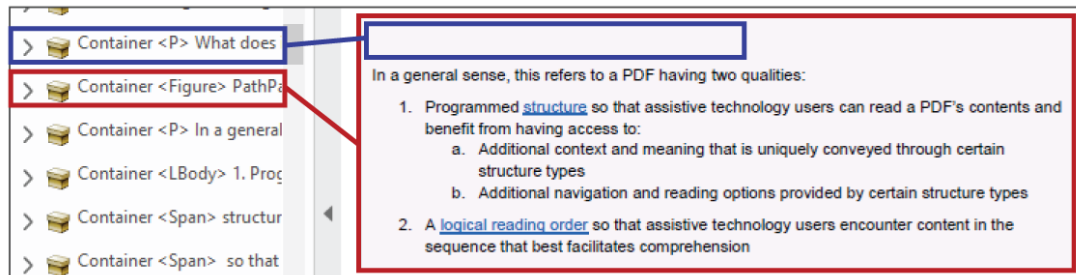 Container <P> What does
Container <Figure> PathPa
Container <P> In a general
Container <LBody> 1. Prog
Container <Span> structur
Container <Span> so that
In a general sense, this refers to a PDF having two qualities:
1. Programmed structure so that assistive technology users can read a PDF's contents and
benefit from having access to:
a. Additional context and meaning that is uniquely conveyed through certain
structure types
b. Additional navigation and reading options provided by certain structure types
2. A logical reading order so that assistive technology users encounter content in the
sequence that best facilitates comprehension